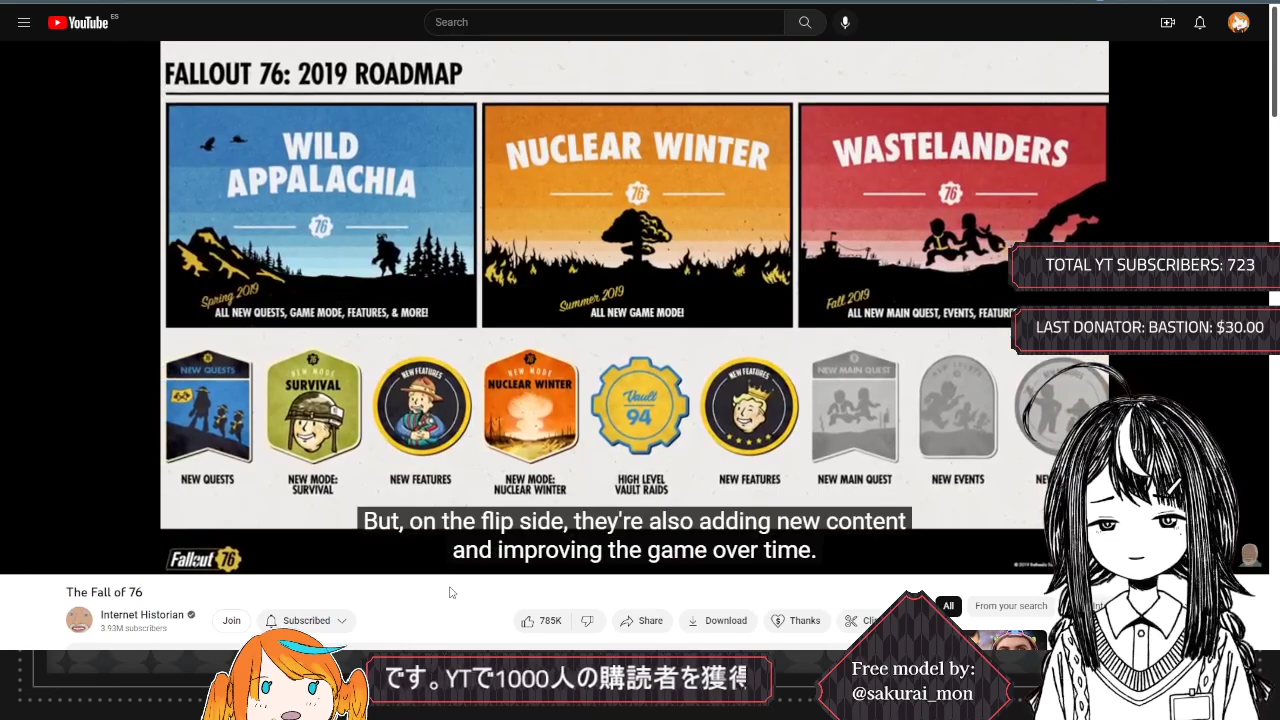 YouTube ES
Search
FALLOUT 76: 2019 ROADMAP
WILD
APPALACHIA
76
Spring 2019
ALL NEW QUESTS, GAME MODE, FEATURES, & MORE!
NUCLEAR WINTER
76
Summer 2019
ALL NEW GAME MODE!
WASTELANDERS
76
Fall 2019
ALL NEW MAIN QUEST, EVENTS,
TOTAL YT SUBSCRIBERS: 723
LAST DONATOR: BASTION: $30.00
NEW QUESTS
NEW MODE
SURVIVAL
NEW FEATURES
NEW MODE
NUCLEAR WINTER
Vault
94
NEW FEATURES
NEW MAIN QUEST
NEW QUESTS
NEW MODE:
SURVIVAL
NEW FEATURES
NEW MODE:
NUCLEAR WINTER
HIGH LEVEL
VAULT RAIDS
NEW FEATURES
NEW MAIN QUEST
NEW EVENTS
But, on the flip side, they're also adding new content
and improving the game over time.
Fallout 76
The Fall of 76
Internet Historian
3.93M subscribers
Join
Subscribed
785K
Share
Download
Thanks
All
From your search
です。YTで1000人の購読者を獲得
Free model by:
@sakurai_mon